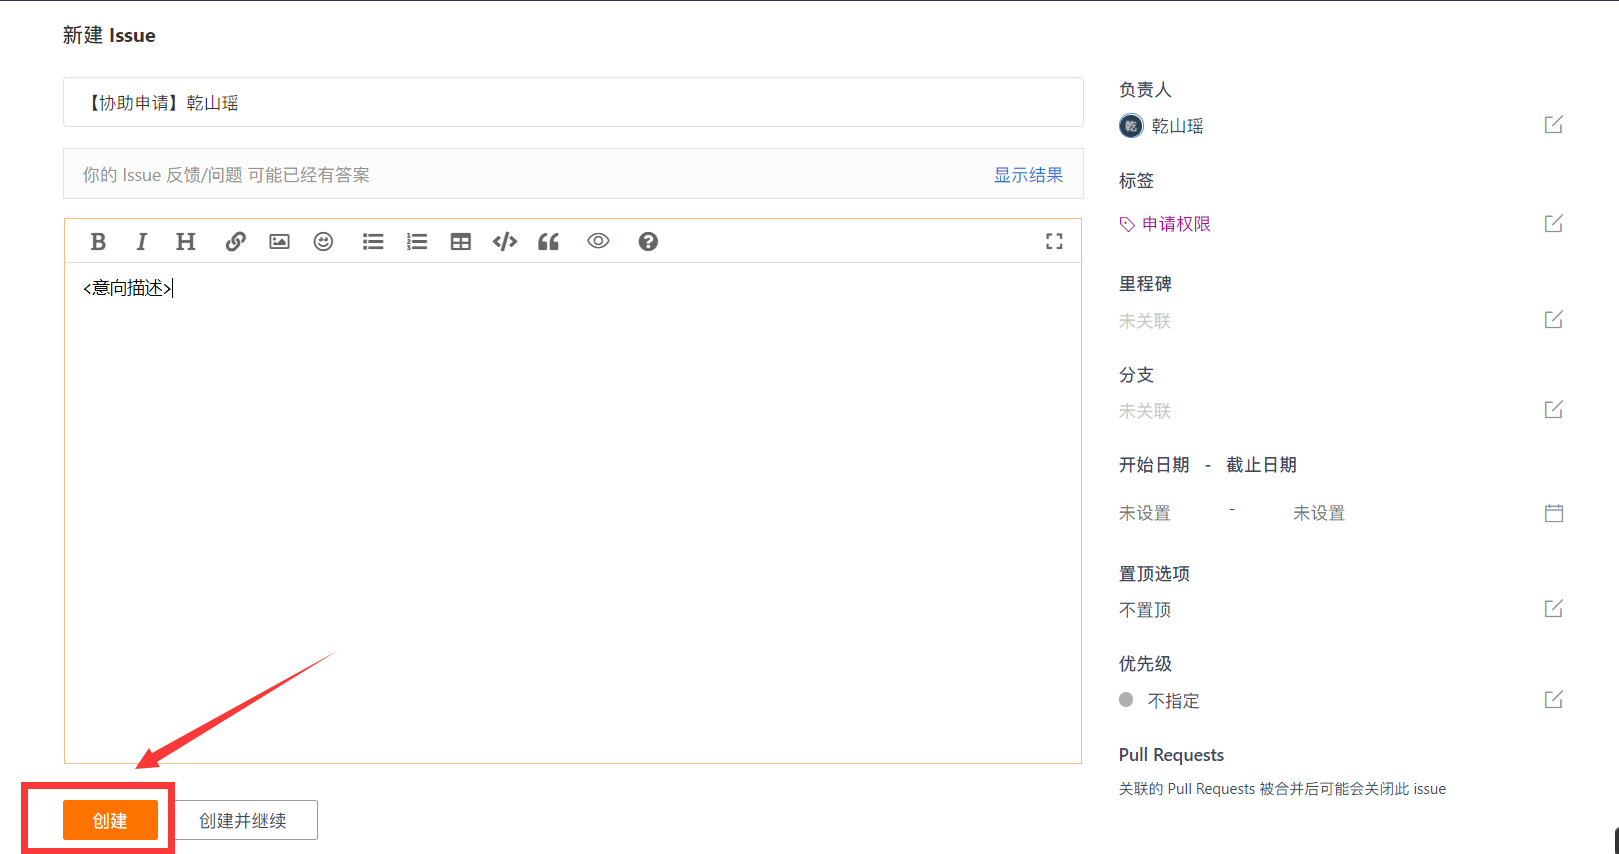 新建 Issue
【协助申请】乾山瑶
你的 Issue 反馈/问题 可能已经有答案
显示结果
B I H
<意向描述>
创建
创建并继续
负责人
乾 乾山瑶
标签
申请权限
里程碑
未关联
分支
未关联
开始日期 - 截止日期
未设置 - 未设置
置顶选项
不置顶
优先级
不指定
Pull Requests
关联的 Pull Requests 被合并后可能会关闭此 issue